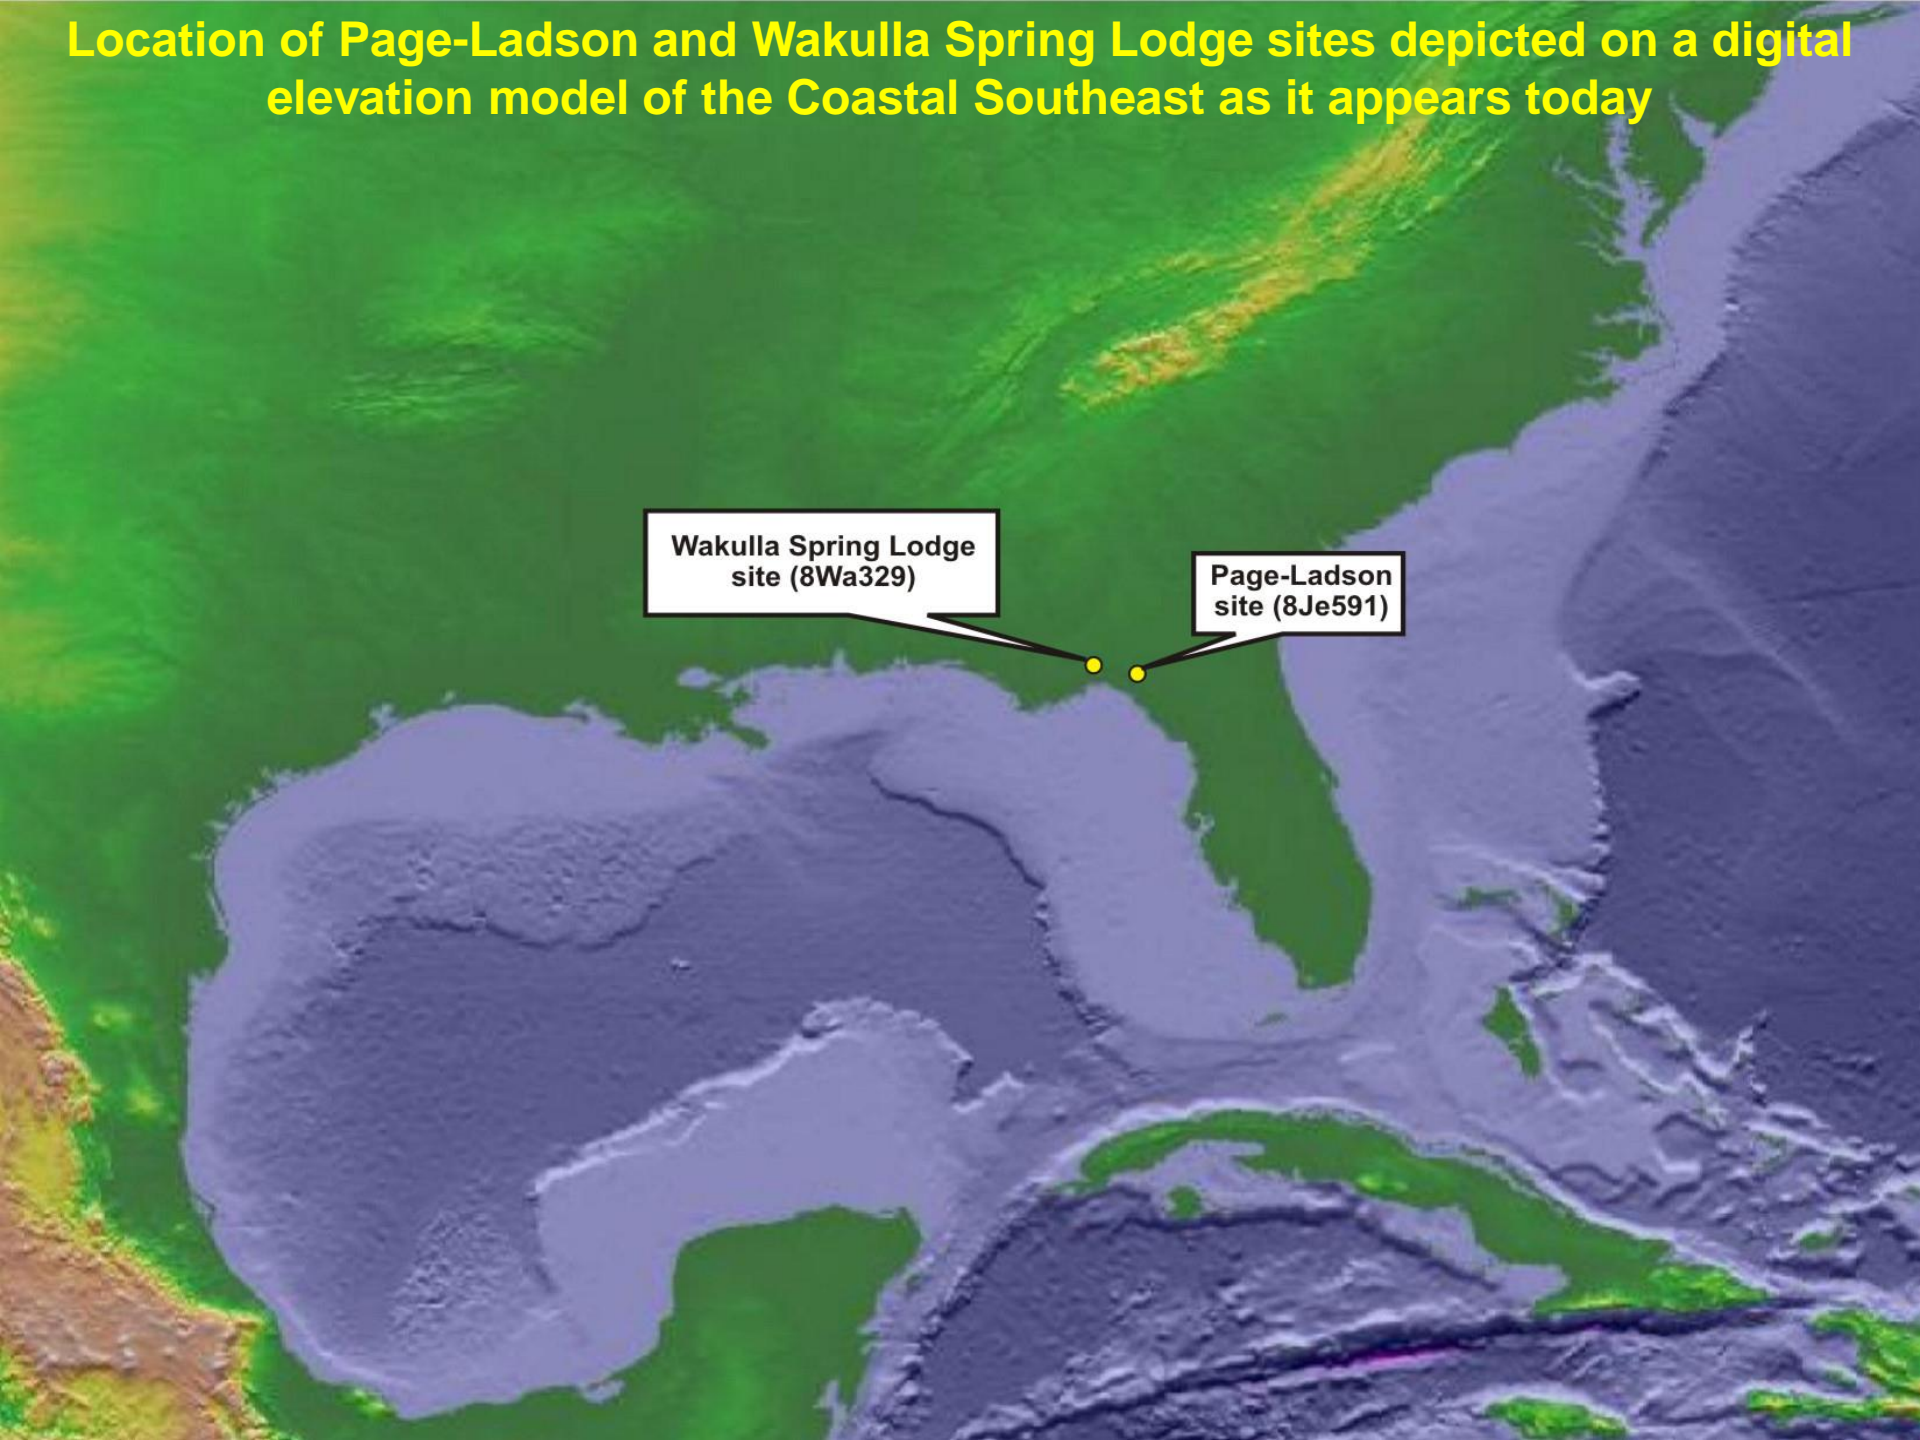 Location of Page-Ladson and Wakulla Spring Lodge sites depicted on a digital
elevation model of the Coastal Southeast as it appears today
Wakulla Spring Lodge
site (8Wa329)
Page-Ladson
site (8Je591)